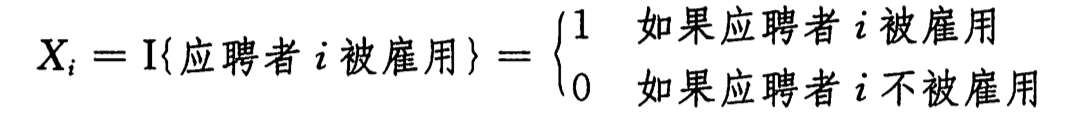 X_i = I{应聘者 i 被雇用} = { 1 如果应聘者 i 被雇用
0 如果应聘者 i 不被雇用